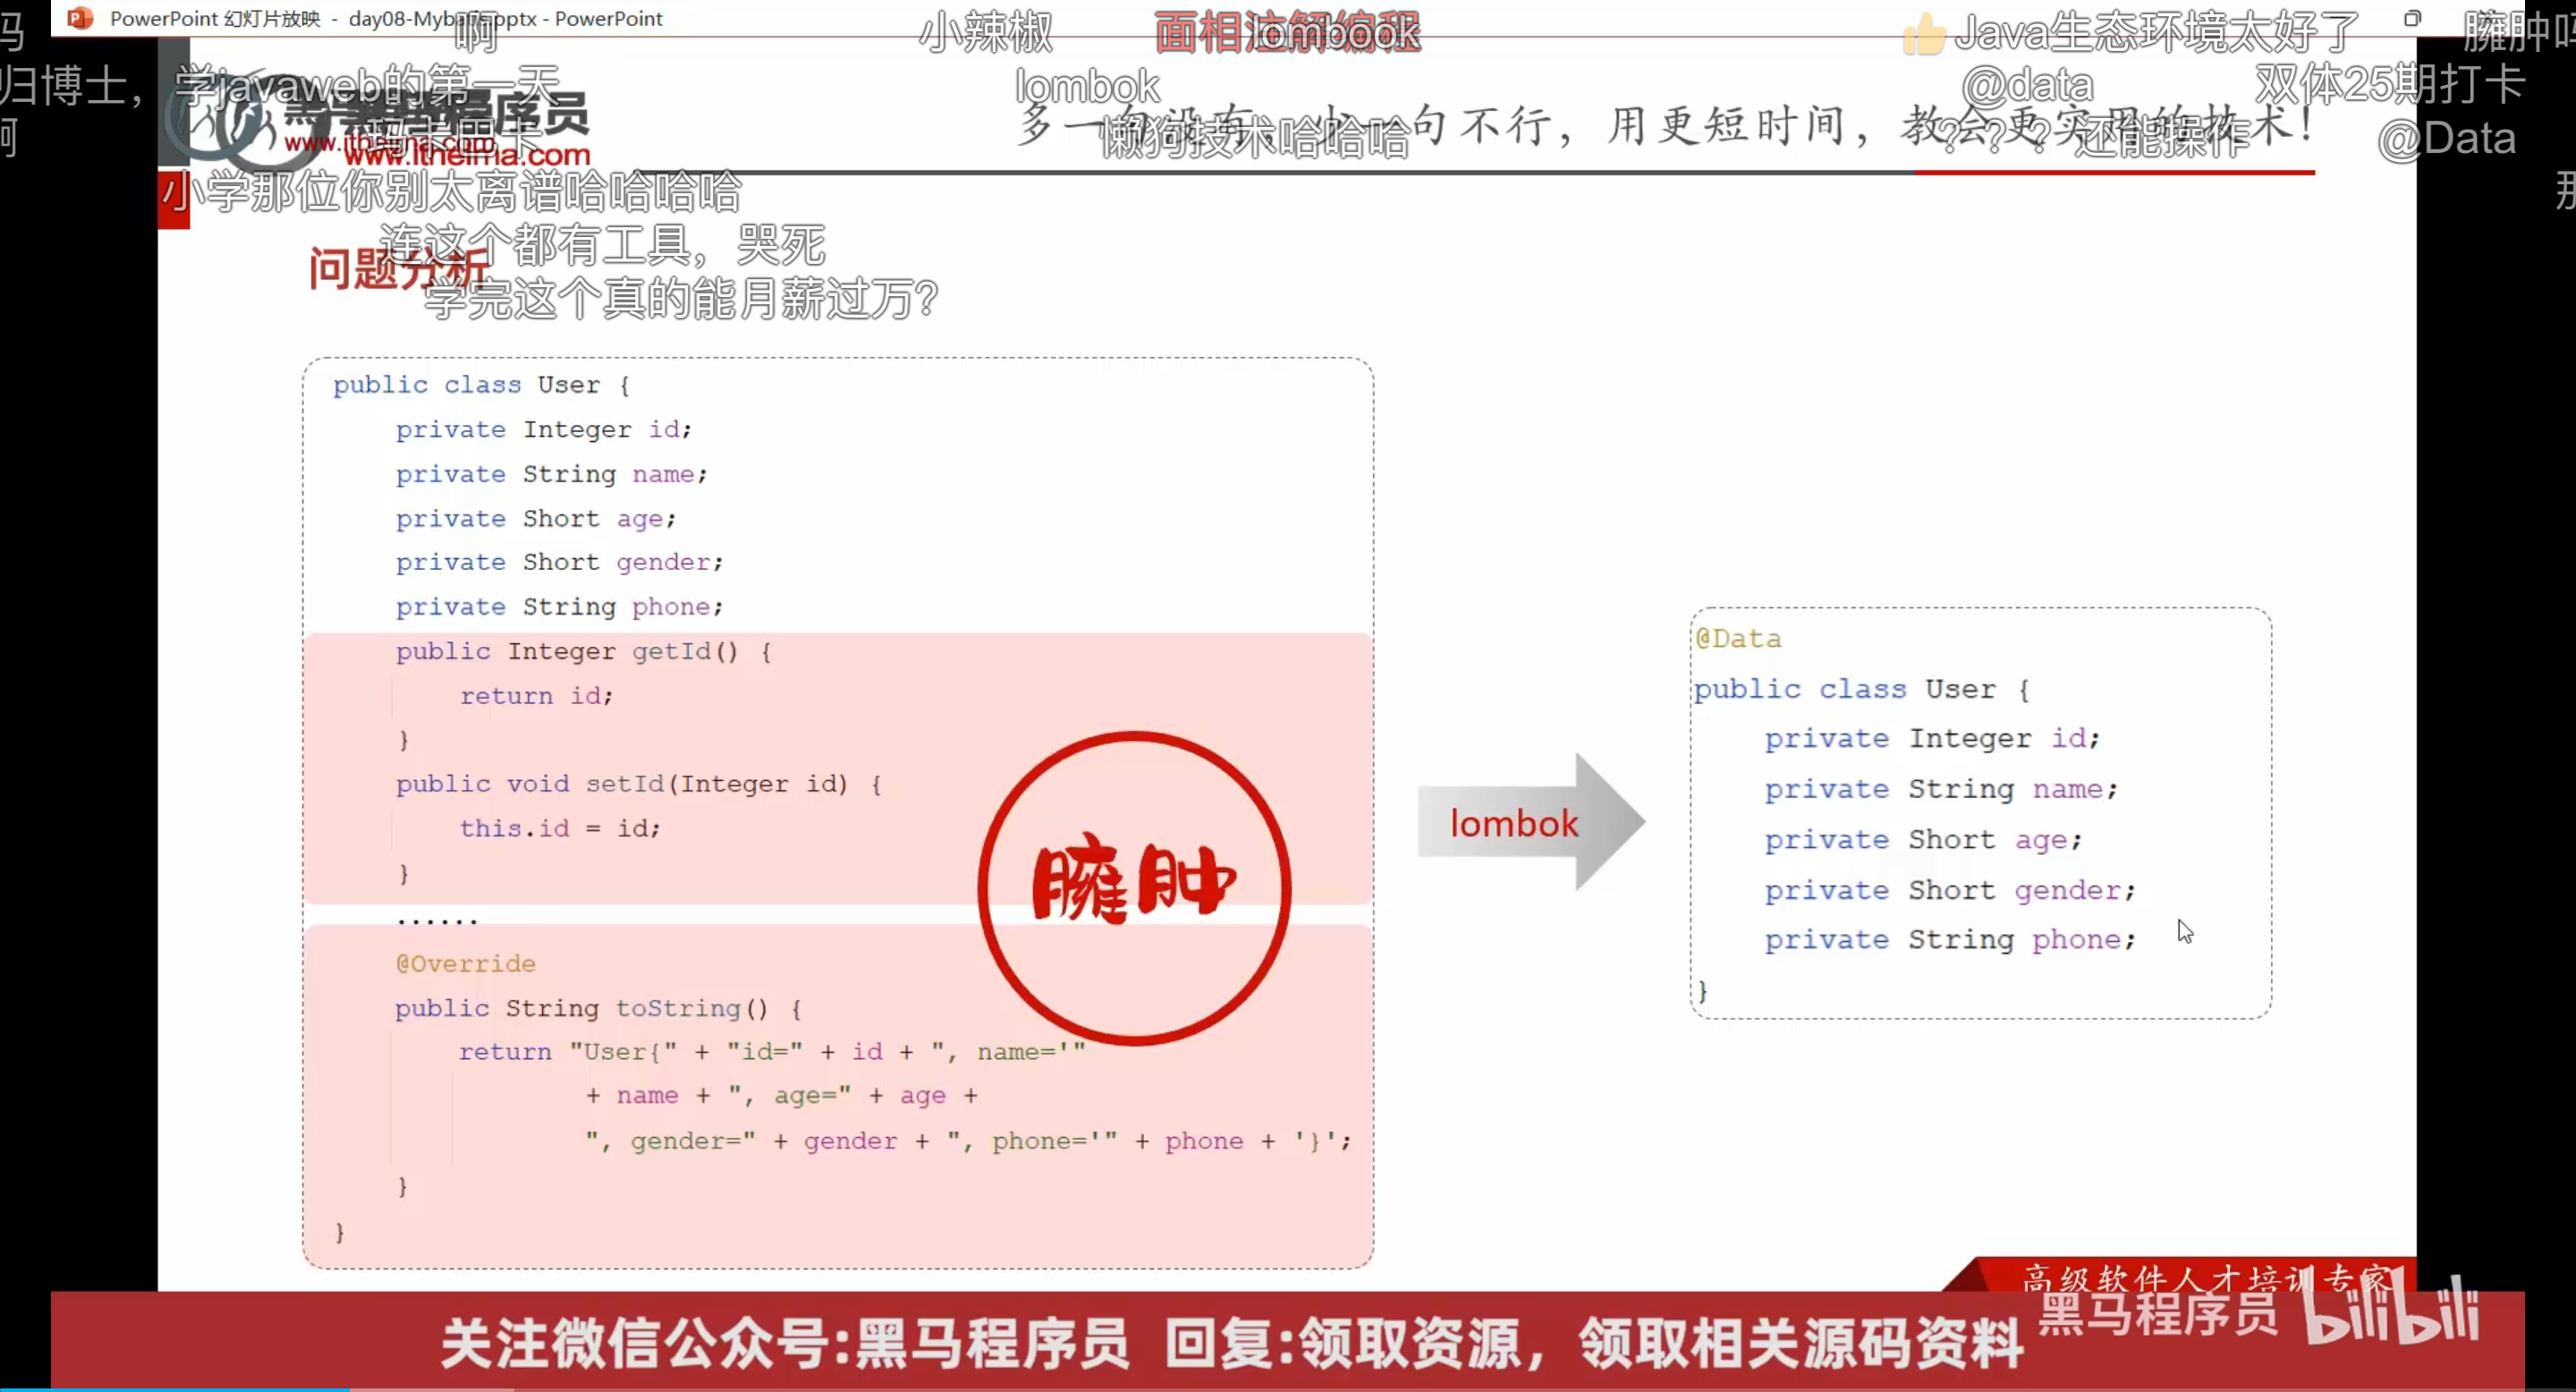 PowerPoint 幻灯片放映 - day08-Mybatis.pptx - PowerPoint
啊
小辣椒
面相注解编程
lombook
Java生态环境太好了
臃肿吗
归博士，
学javaweb的第一天
lombok
@data
双体25期打卡
黑马程序员
www.itheima.com
玛卡巴卡
懒狗技术哈哈哈
多一句没有，少一句不行，用更短时间，教会更实用的技术！
？？？还能操作
@Data
小学那位你别太离谱哈哈哈哈
连这个都有工具，哭死
问题分析
学完这个真的能月薪过万？
public class User {
private Integer id;
private String name;
private Short age;
private Short gender;
private String phone;
public Integer getId() {
return id;
}
public void setId(Integer id) {
this.id = id;
}
......
@Override
public String toString() {
return "User{" + "id=" + id + ", name='"
+ name + ", age=" + age +
", gender=" + gender + ", phone='" + phone + '}';
}
}
臃肿
lombok
@Data
public class User {
private Integer id;
private String name;
private Short age;
private Short gender;
private String phone;
}
高级软件人才培训专家
黑马程序员 bilibili
关注微信公众号:黑马程序员 回复:领取资源，领取相关源码资料